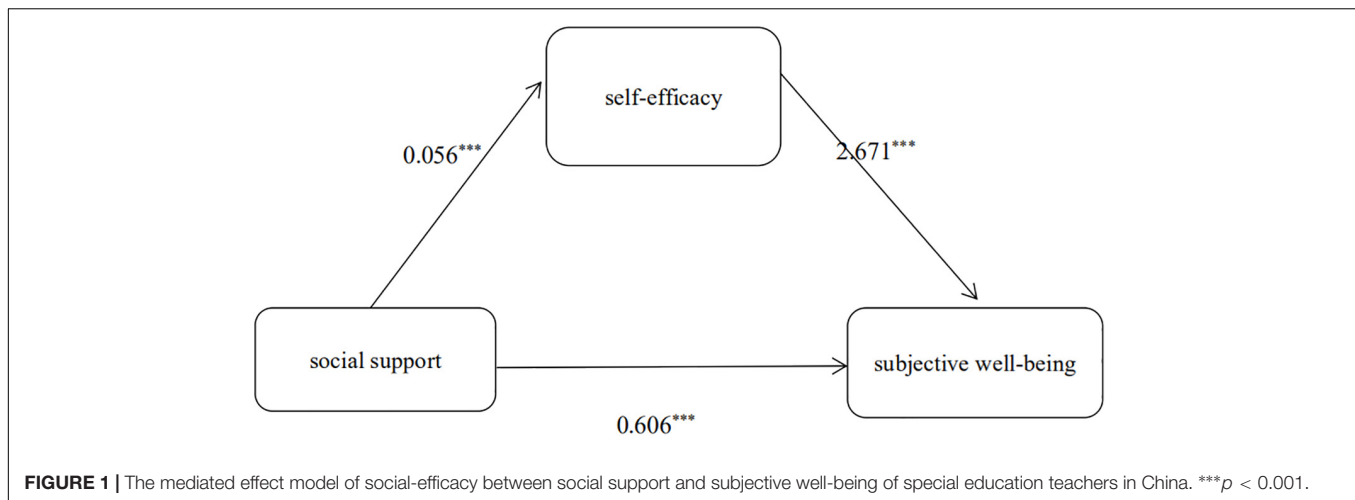 self-efficacy
0.056***
2.671***
social support
subjective well-being
0.606***
FIGURE 1 | The mediated effect model of social-efficacy between social support and subjective well-being of special education teachers in China. ***p < 0.001.